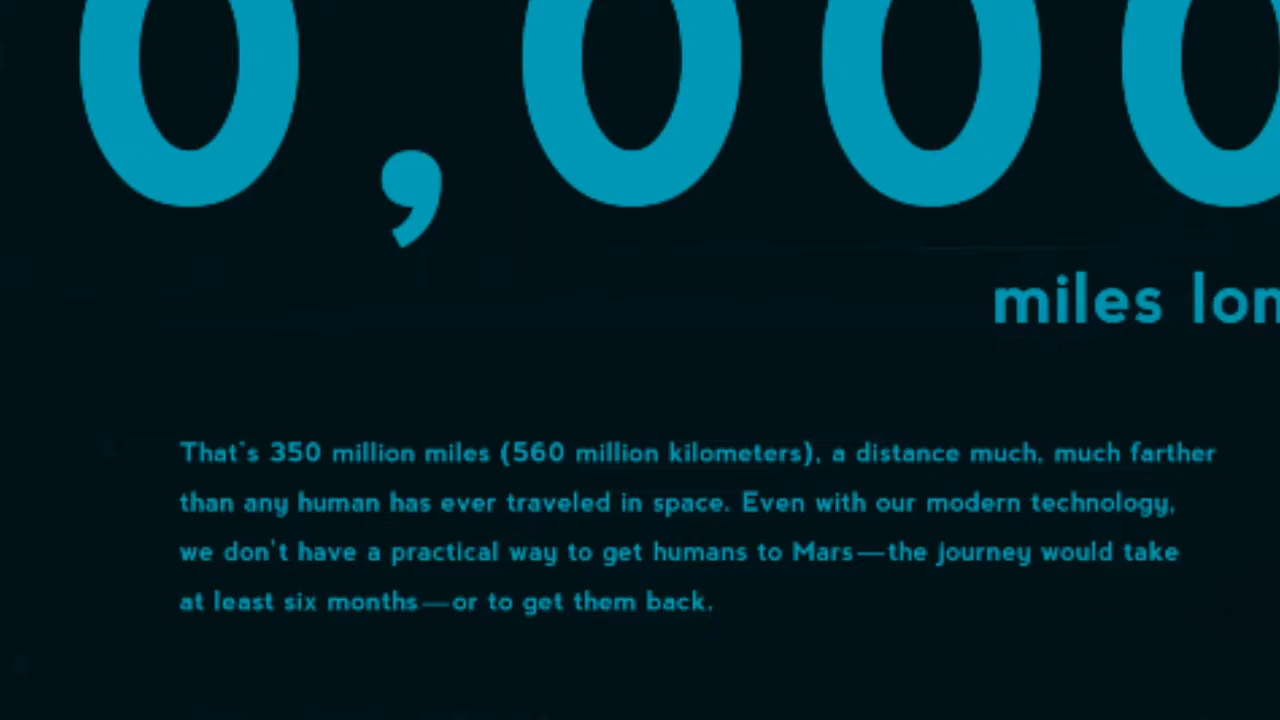 0,000
miles
That's 350 million miles (560 million kilometers), a distance much, much farther
than any human has ever traveled in space. Even with our modern technology,
we don't have a practical way to get humans to Mars—the journey would take
at least six months—or to get them back.